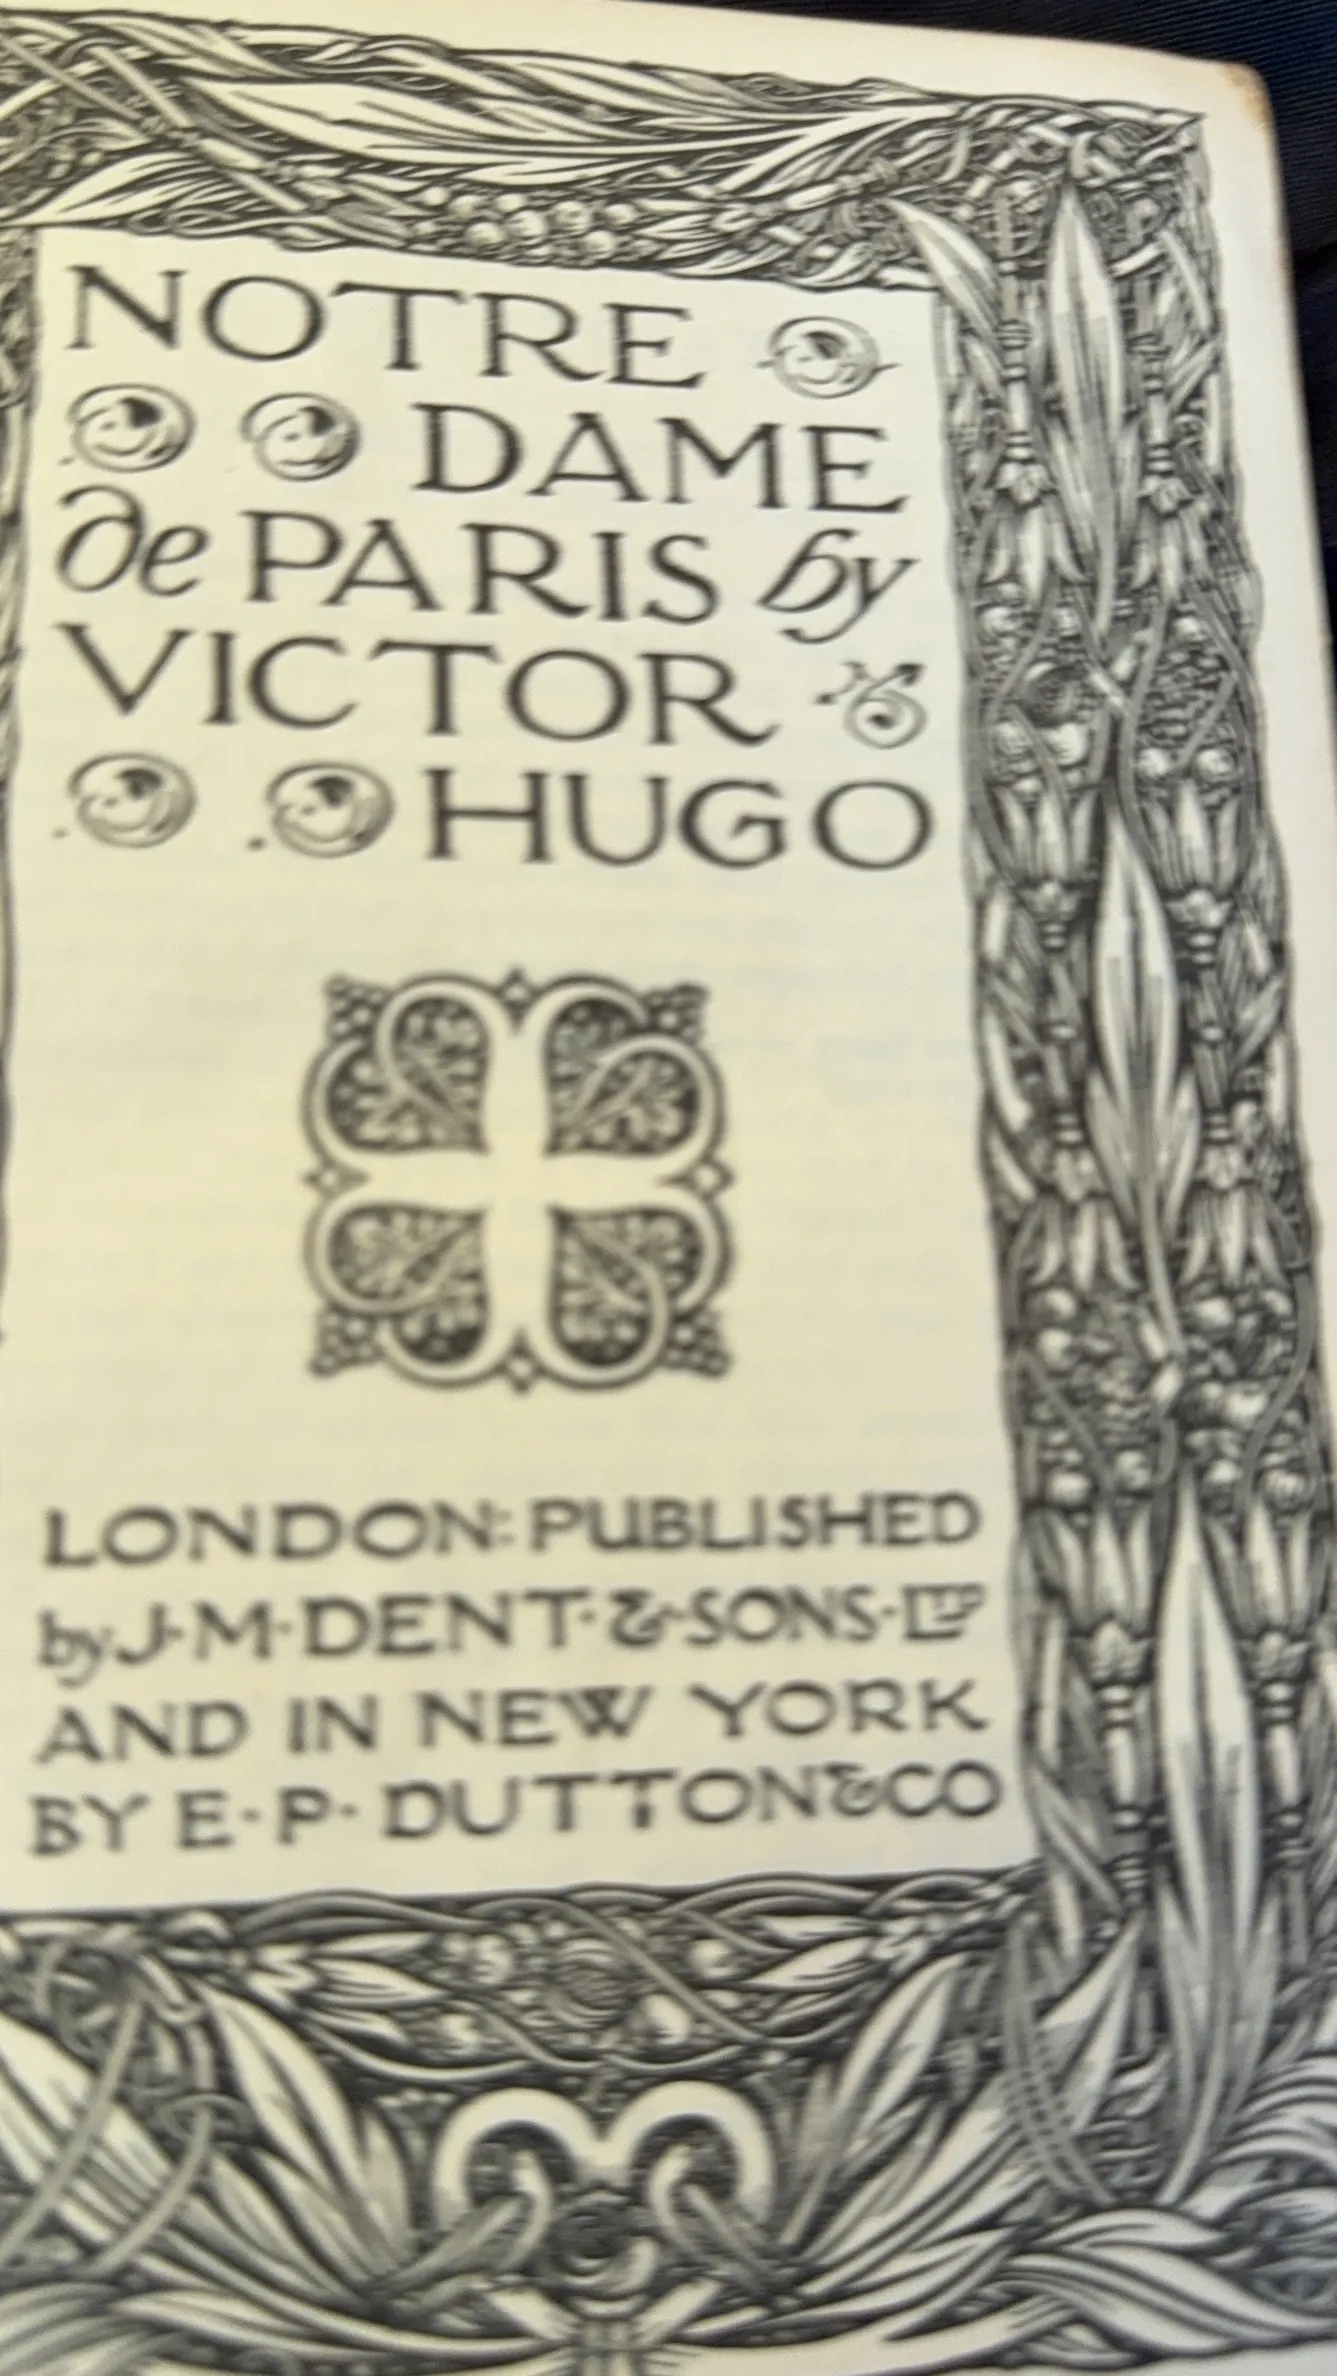 NOTRE
DAME
de PARIS by
VICTOR
HUGO
LONDON: PUBLISHED
by J·M·DENT·&·SONS·LTD
AND IN NEW YORK
BY E·P·DUTTON&CO